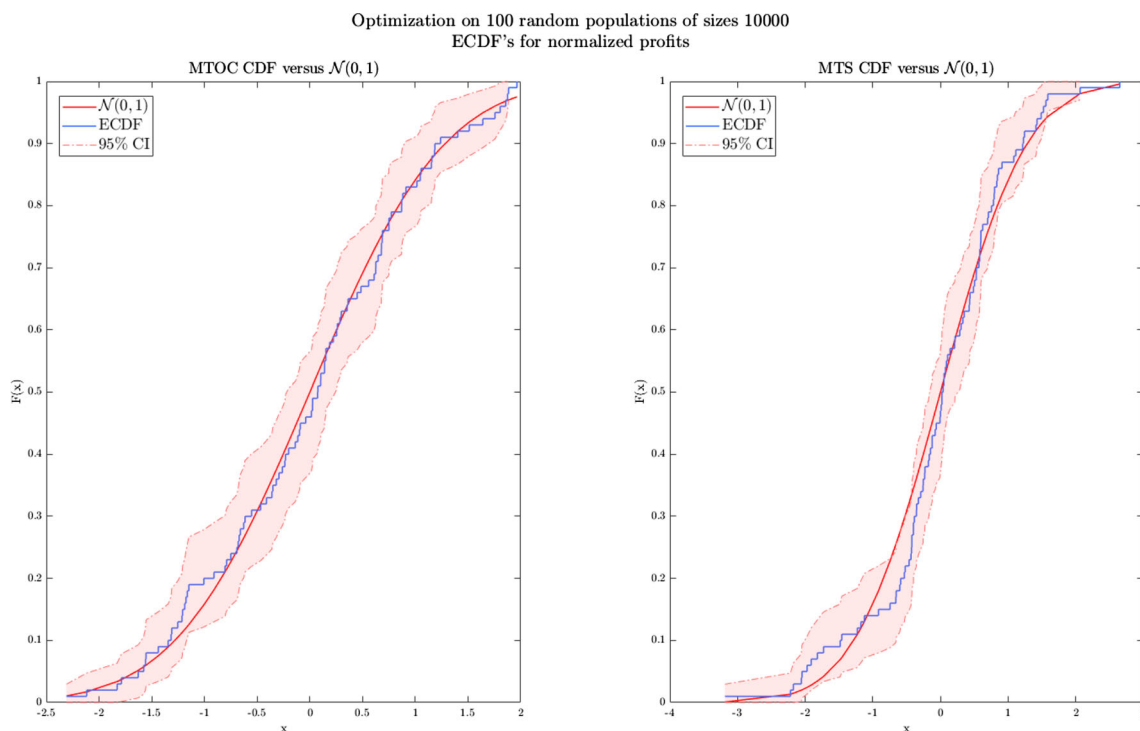 Optimization on 100 random populations of sizes 10000
ECDF's for normalized profits
MTOC CDF versus 𝒩(0, 1)
𝒩(0, 1)
ECDF
95% CI
F(x)
1
0.9
0.8
0.7
0.6
0.5
0.4
0.3
0.2
0.1
0
-2.5
-2
-1.5
-1
-0.5
0
0.5
1
1.5
2
x
MTS CDF versus 𝒩(0, 1)
𝒩(0, 1)
ECDF
95% CI
F(x)
1
0.9
0.8
0.7
0.6
0.5
0.4
0.3
0.2
0.1
0
-4
-3
-2
-1
0
1
2
x